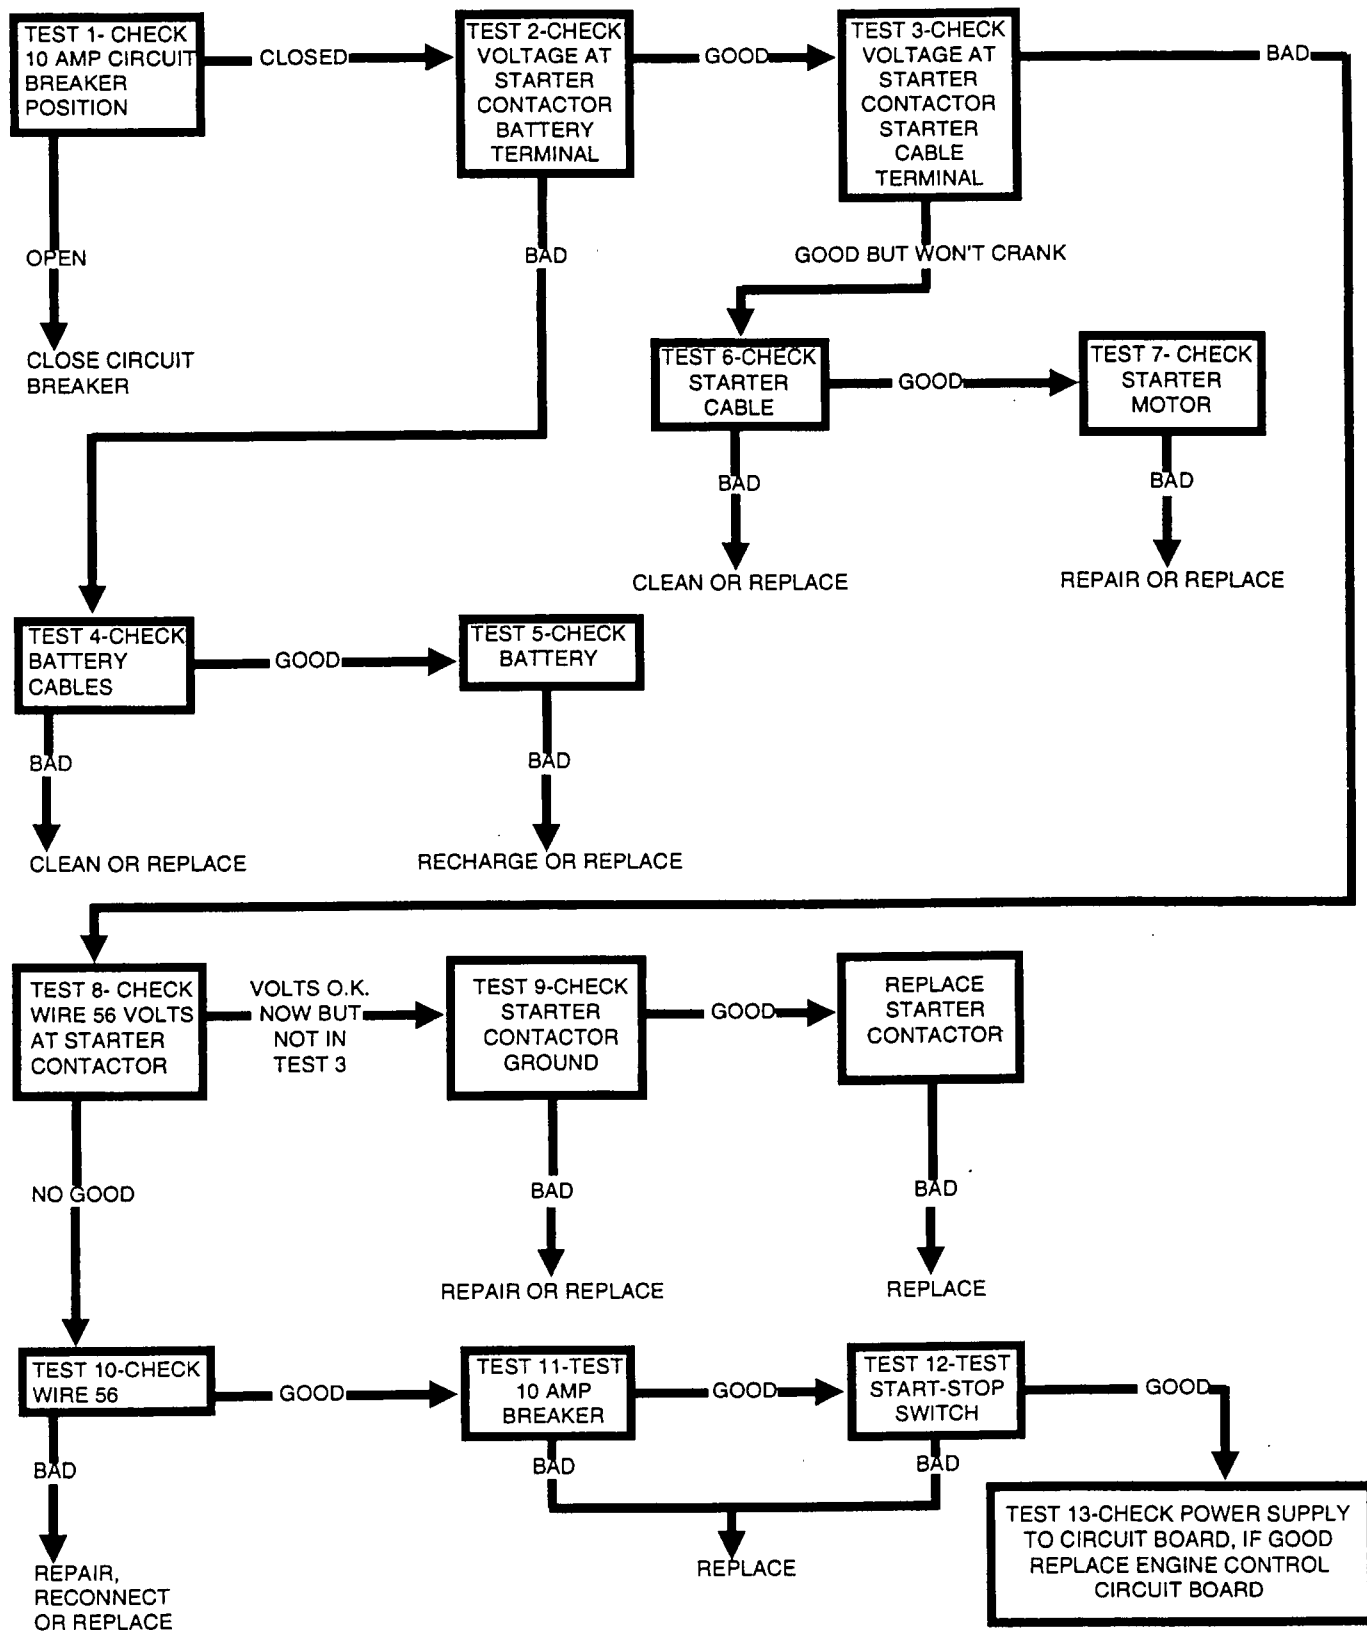 TEST 1- CHECK
10 AMP CIRCUIT
BREAKER
POSITION
CLOSED
TEST 2-CHECK
VOLTAGE AT
STARTER
CONTACTOR
BATTERY
TERMINAL
GOOD
TEST 3-CHECK
VOLTAGE AT
STARTER
CONTACTOR
STARTER
CABLE
TERMINAL
BAD
OPEN
CLOSE CIRCUIT
BREAKER
BAD
GOOD BUT WON'T CRANK
TEST 6-CHECK
STARTER
CABLE
GOOD
TEST 7- CHECK
STARTER
MOTOR
BAD
CLEAN OR REPLACE
BAD
REPAIR OR REPLACE
TEST 4-CHECK
BATTERY
CABLES
GOOD
TEST 5-CHECK
BATTERY
BAD
CLEAN OR REPLACE
BAD
RECHARGE OR REPLACE
TEST 8- CHECK
WIRE 56 VOLTS
AT STARTER
CONTACTOR
VOLTS O.K.
NOW BUT
NOT IN
TEST 3
TEST 9-CHECK
STARTER
CONTACTOR
GROUND
GOOD
REPLACE
STARTER
CONTACTOR
NO GOOD
BAD
REPAIR OR REPLACE
BAD
REPLACE
TEST 10-CHECK
WIRE 56
GOOD
TEST 11-TEST
10 AMP
BREAKER
GOOD
TEST 12-TEST
START-STOP
SWITCH
GOOD
BAD
REPAIR,
RECONNECT
OR REPLACE
BAD
BAD
REPLACE
TEST 13-CHECK POWER SUPPLY
TO CIRCUIT BOARD, IF GOOD
REPLACE ENGINE CONTROL
CIRCUIT BOARD